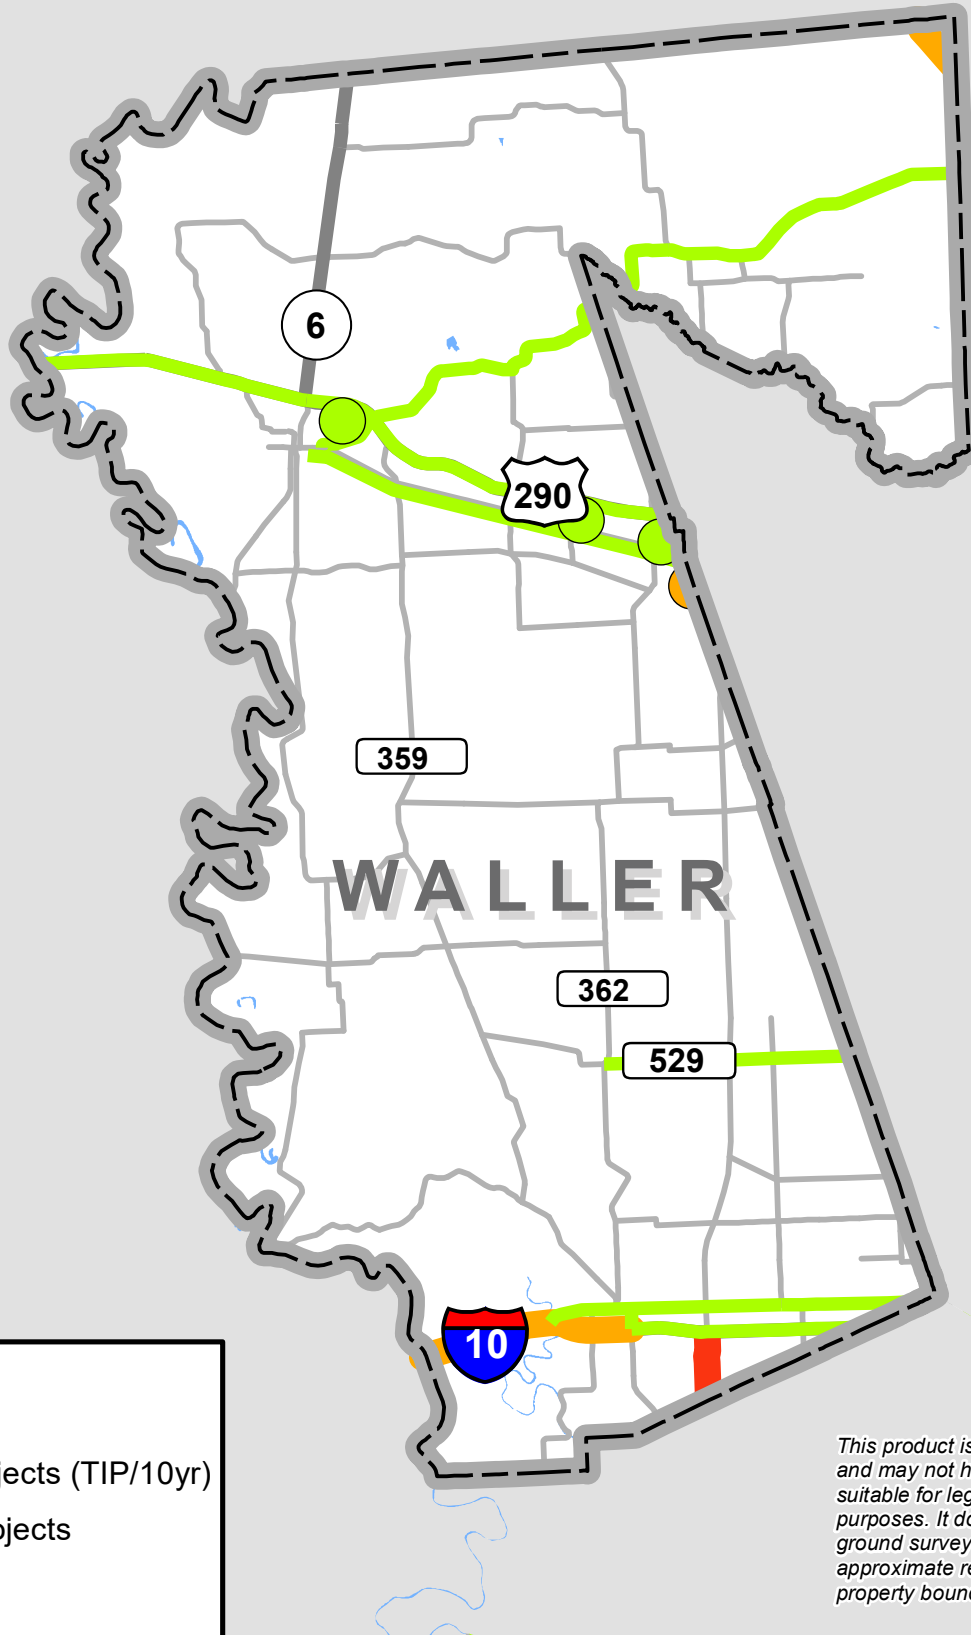 6
290
359
WALLER
362
529
10
jects (TIP/10yr)
ojects
This product is
and may not h
suitable for leg
purposes. It do
ground survey
approximate re
property bound